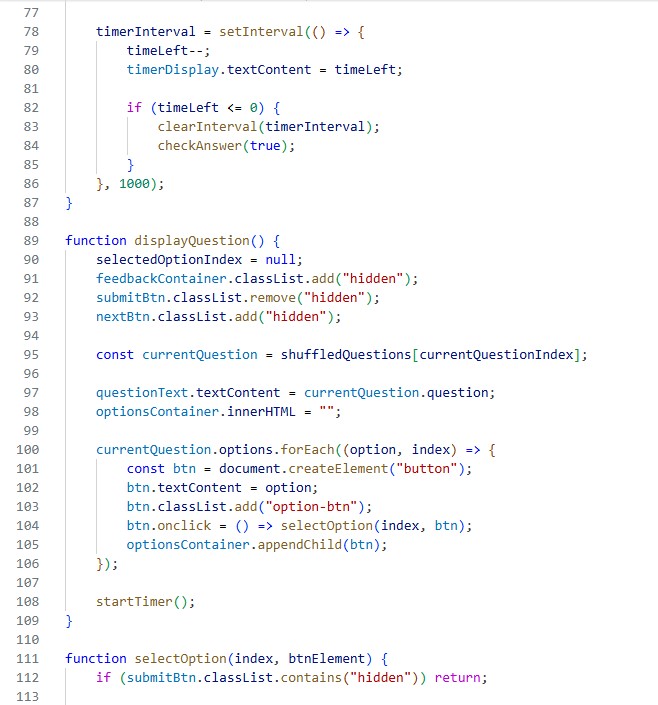 77
78     timerInterval = setInterval(() => {
79         timeLeft--;
80         timerDisplay.textContent = timeLeft;
81
82         if (timeLeft <= 0) {
83             clearInterval(timerInterval);
84             checkAnswer(true);
85         }
86     }, 1000);
87 }
88
89 function displayQuestion() {
90     selectedOptionIndex = null;
91     feedbackContainer.classList.add("hidden");
92     submitBtn.classList.remove("hidden");
93     nextBtn.classList.add("hidden");
94
95     const currentQuestion = shuffledQuestions[currentQuestionIndex];
96
97     questionText.textContent = currentQuestion.question;
98     optionsContainer.innerHTML = "";
99
100     currentQuestion.options.forEach((option, index) => {
101         const btn = document.createElement("button");
102         btn.textContent = option;
103         btn.classList.add("option-btn");
104         btn.onclick = () => selectOption(index, btn);
105         optionsContainer.appendChild(btn);
106     });
107
108     startTimer();
109 }
110
111 function selectOption(index, btnElement) {
112     if (submitBtn.classList.contains("hidden")) return;
113